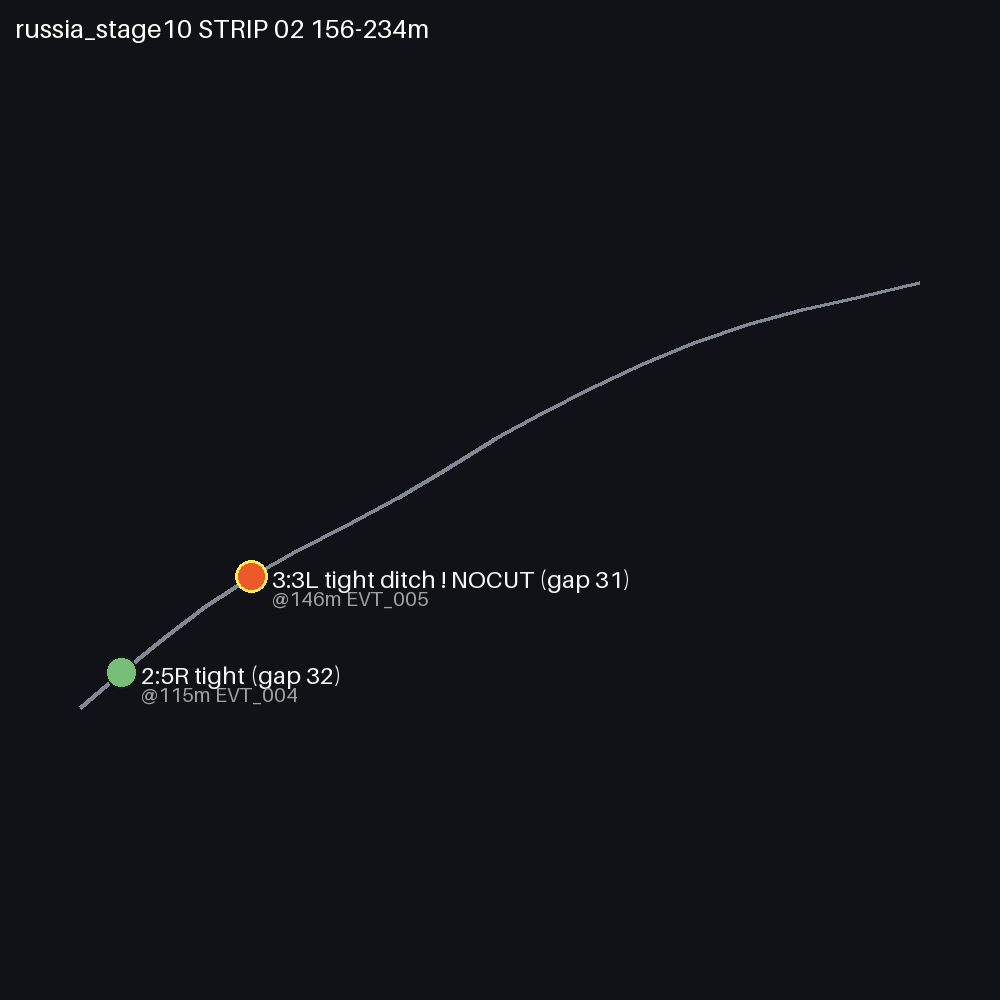 russia_stage10 STRIP 02 156-234m
3:3L tight ditch ! NOCUT (gap 31)
@146m EVT_005
2:5R tight (gap 32)
@115m EVT_004